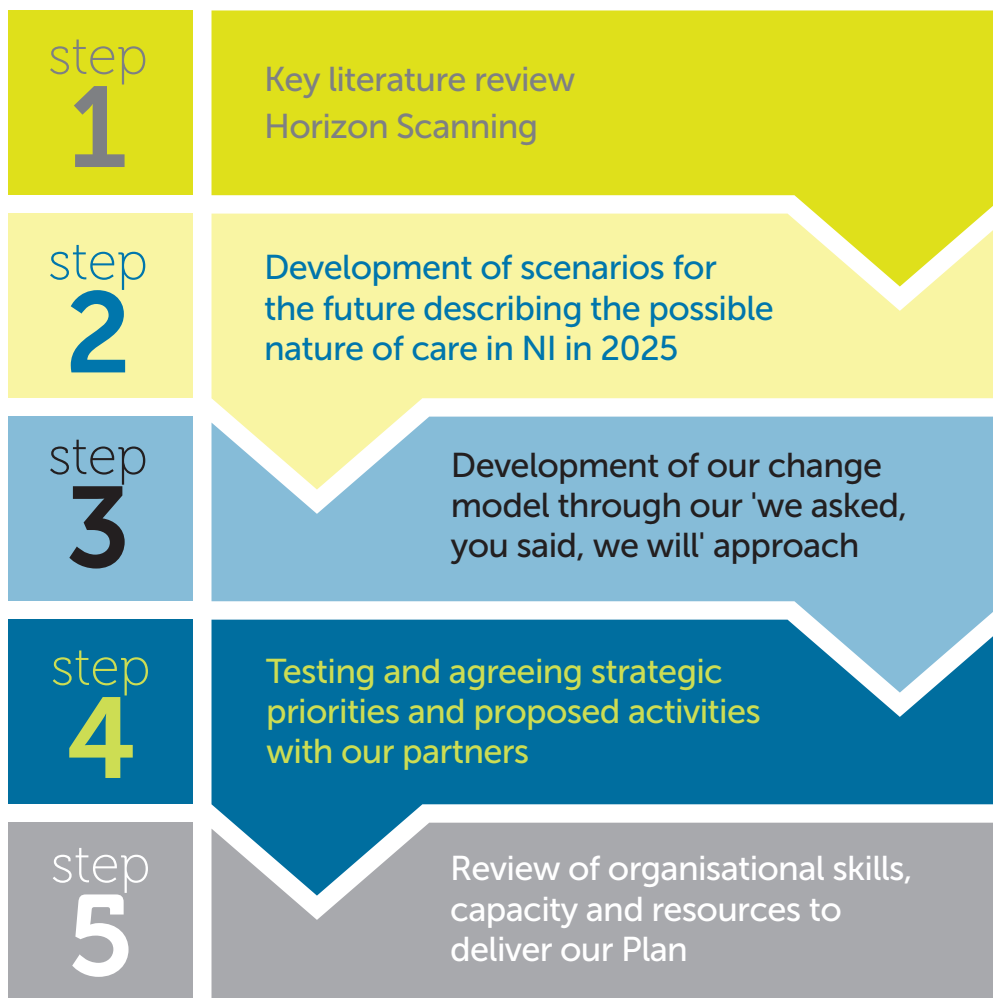 step
1
Key literature review
Horizon Scanning
step
2
Development of scenarios for
the future describing the possible
nature of care in NI in 2025
step
3
Development of our change
model through our 'we asked,
you said, we will' approach
step
4
Testing and agreeing strategic
priorities and proposed activities
with our partners
step
5
Review of organisational skills,
capacity and resources to
deliver our Plan